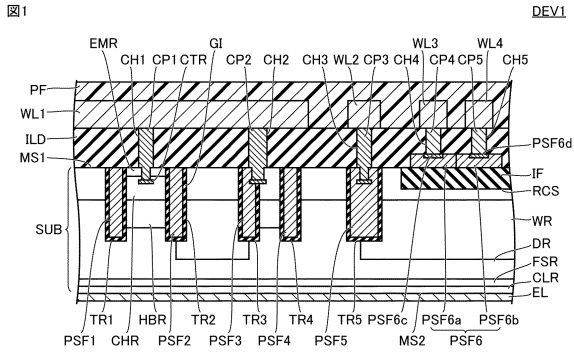 図1
DEV1
EMR CH1 CP1 CTR GI CP2 CH2 CH3 WL2 CP3 CH4 WL3 CP4 CP5 WL4 CH5
PF
WL1
ILD
MS1
SUB
PSF6d
IF
RCS
WR
DR
FSR
CLR
EL
TR1 HBR TR2 TR3 TR4 TR5 PSF6c PSF6a PSF6b
PSF1 CHR PSF2 PSF3 PSF4 PSF5 MS2 PSF6